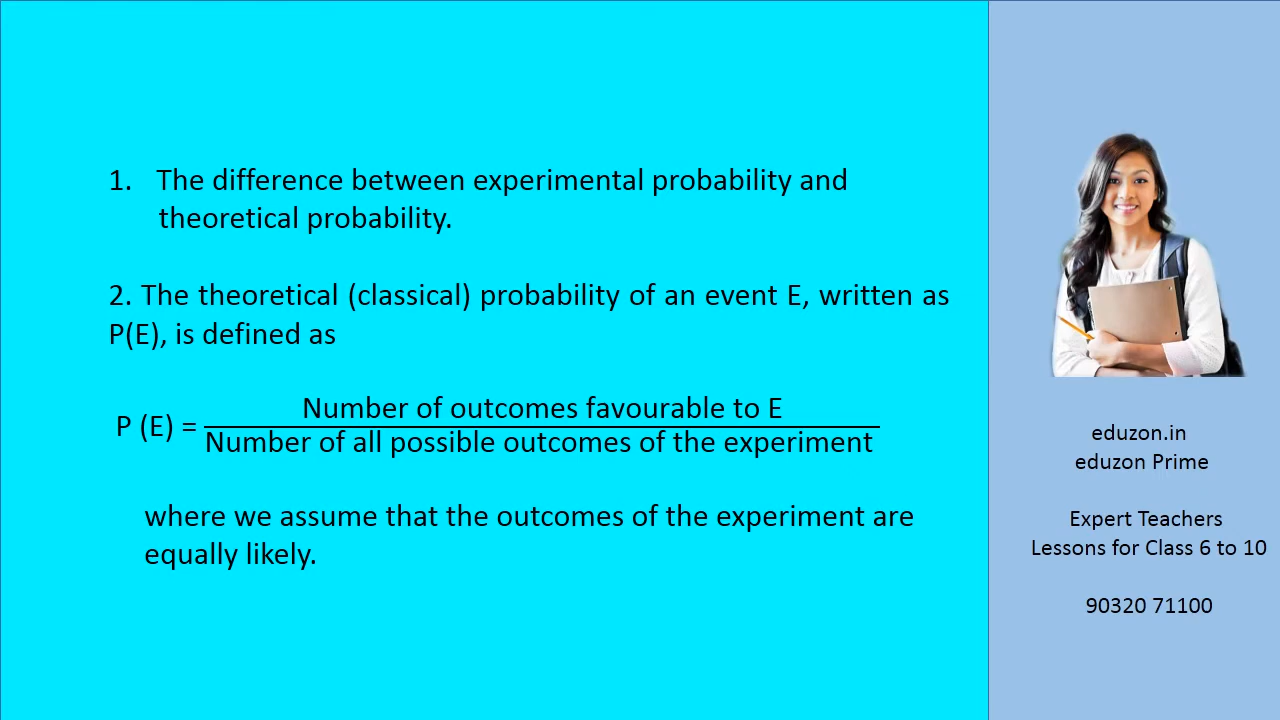 1. The difference between experimental probability and
theoretical probability.
2. The theoretical (classical) probability of an event E, written as
P(E), is defined as
P (E) = Number of outcomes favourable to E
Number of all possible outcomes of the experiment
where we assume that the outcomes of the experiment are
equally likely.
eduzon.in
eduzon Prime
Expert Teachers
Lessons for Class 6 to 10
90320 71100